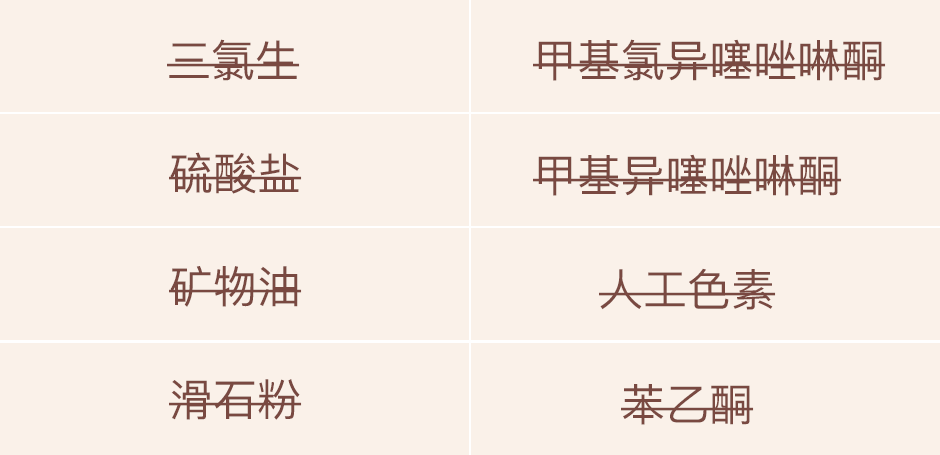 三氯生
甲基氯异噻唑啉酮
硫酸盐
甲基异噻唑啉酮
矿物油
人工色素
滑石粉
苯乙酮